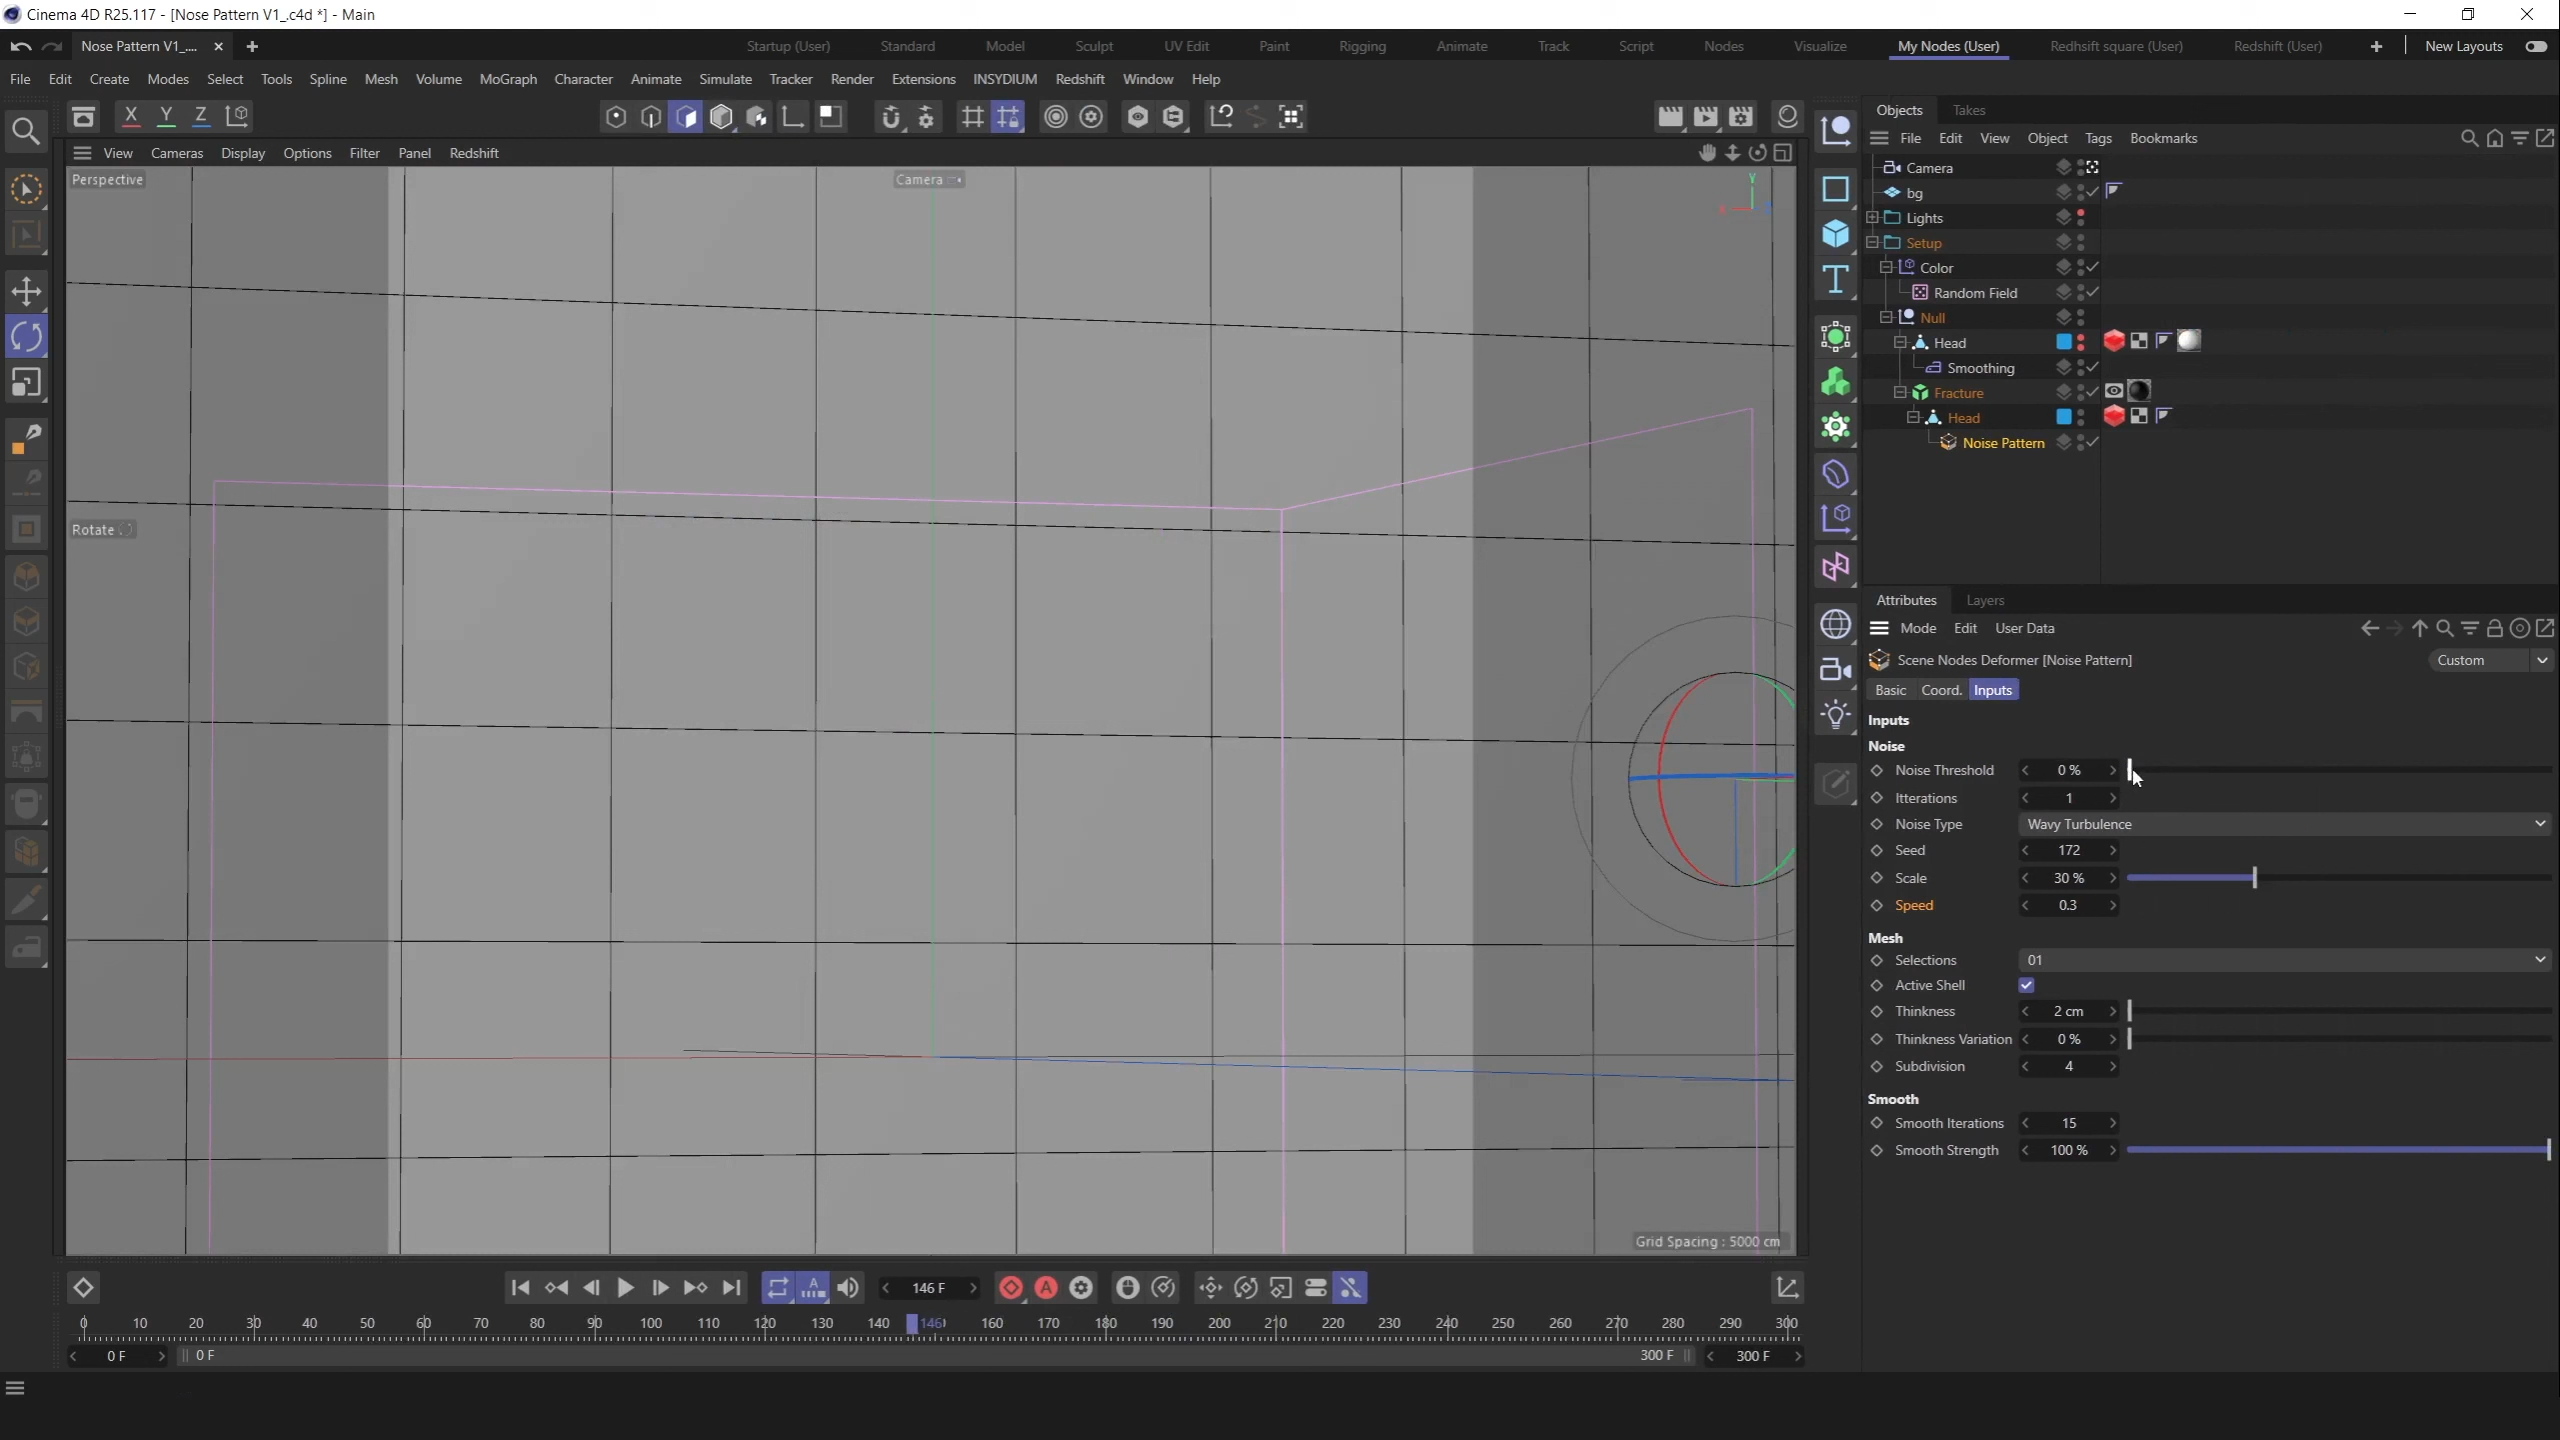 Cinema 4D R25.117 - [Nose Pattern V1_.c4d *] - Main
Nose Pattern V1_....
Startup (User)
Standard
Model
Sculpt
UV Edit
Paint
Rigging
Animate
Track
Script
Nodes
Visualize
My Nodes (User)
Redhsift square (User)
Redshift (User)
New Layouts
File Edit Create Modes Select Tools Spline Mesh Volume MoGraph Character Animate Simulate Tracker Render Extensions INSYDIUM Redshift Window Help
X Y Z
View Cameras Display Options Filter Panel Redshift
Perspective
Camera
Y
Rotate
Grid Spacing : 5000 cm
Objects Takes
File Edit View Object Tags Bookmarks
Camera
bg
Lights
Setup
Color
Random Field
Null
Head
Smoothing
Fracture
Head
Noise Pattern
Attributes Layers
Mode Edit User Data
Scene Nodes Deformer [Noise Pattern]
Custom
Basic Coord. Inputs
Inputs
Noise
Noise Threshold 0 %
Itterations 1
Noise Type Wavy Turbulence
Seed 172
Scale 30 %
Speed 0.3
Mesh
Selections 01
Active Shell
Thinkness 2 cm
Thinkness Variation 0 %
Subdivision 4
Smooth
Smooth Iterations 15
Smooth Strength 100 %
146 F
0 10 20 30 40 50 60 70 80 90 100 110 120 130 140 146 160 170 180 190 200 210 220 230 240 250 260 270 280 290 300
0 F 0 F 300 F 300 F